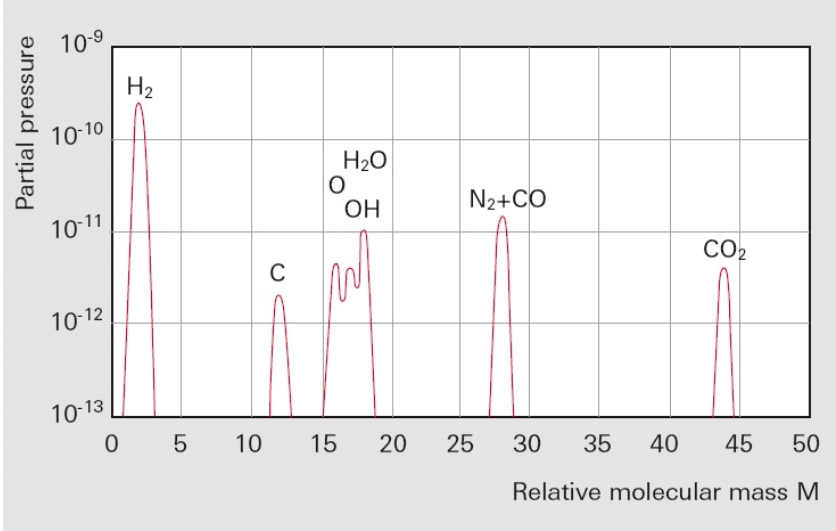 Partial pressure
10⁻⁹
10⁻¹⁰
10⁻¹¹
10⁻¹²
10⁻¹³
H₂
C
H₂O
O
OH
N₂+CO
CO₂
0 5 10 15 20 25 30 35 40 45 50
Relative molecular mass M